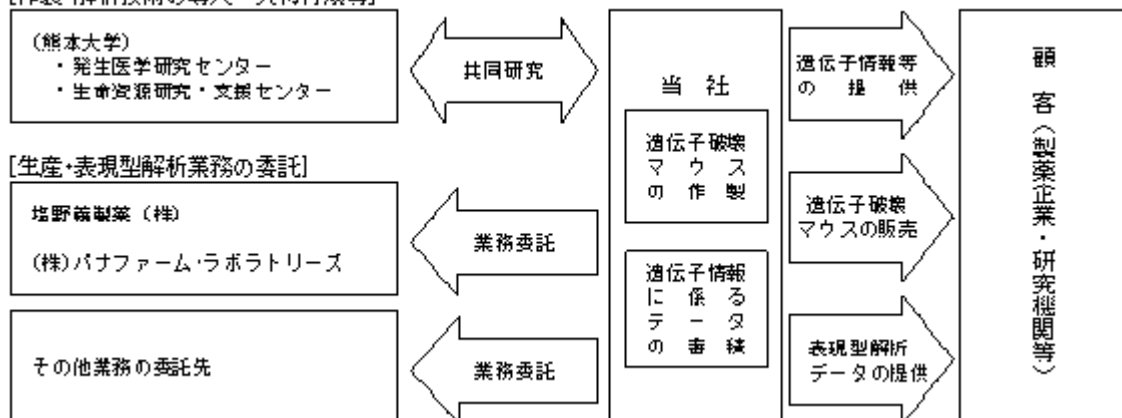 (熊本大学)
・発生医学研究センター
・生命資源研究・支援センター
共同研究
[生産・表現型解析業務の委託]
塩野義製薬(株)
(株)パナファーム・ラボラトリーズ
業務委託
その他業務の委託先
業務委託
当社
遺伝子破壊
マウス
の作製
遺伝子情報
に係る
データ
の蓄積
遺伝子情報等
の提供
遺伝子破壊
マウスの販売
表現型解析
データの提供
顧客(製薬企業・研究機関等)